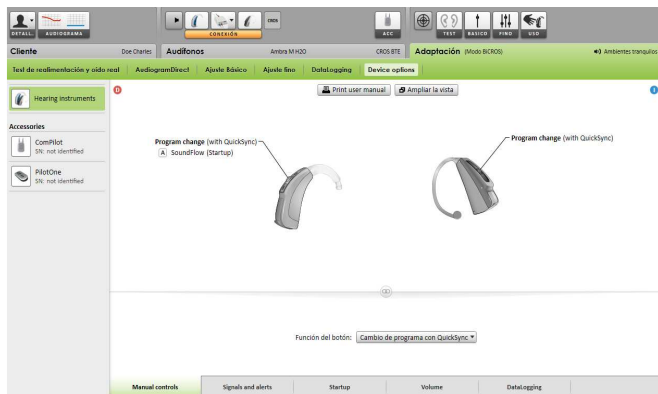 CROS
DETALL. AUDIOGRAMA CONEXIÓN ACC TEST BASICO FINO USO
Cliente Doe Charles Audífonos Ambra M H2O CROS BTE Adaptación (Modo BiCROS) Ambientes tranquilos
Test de realimentación y oído real AediogramDirect Ajuste Básico Ajuste fino DataLogging Device options
Hearing instruments
D
Print user manual
Ampliar la vista
I
Accessories
ComPilot
SN: not identified
PilotOne
SN: not identified
Program change (with QuickSync)
A SoundFlow (Startup)
Program change (with QuickSync)
Función del botón: Cambio de programa con QuickSync
Manual controls Signals and alerts Startup Volume DataLogging